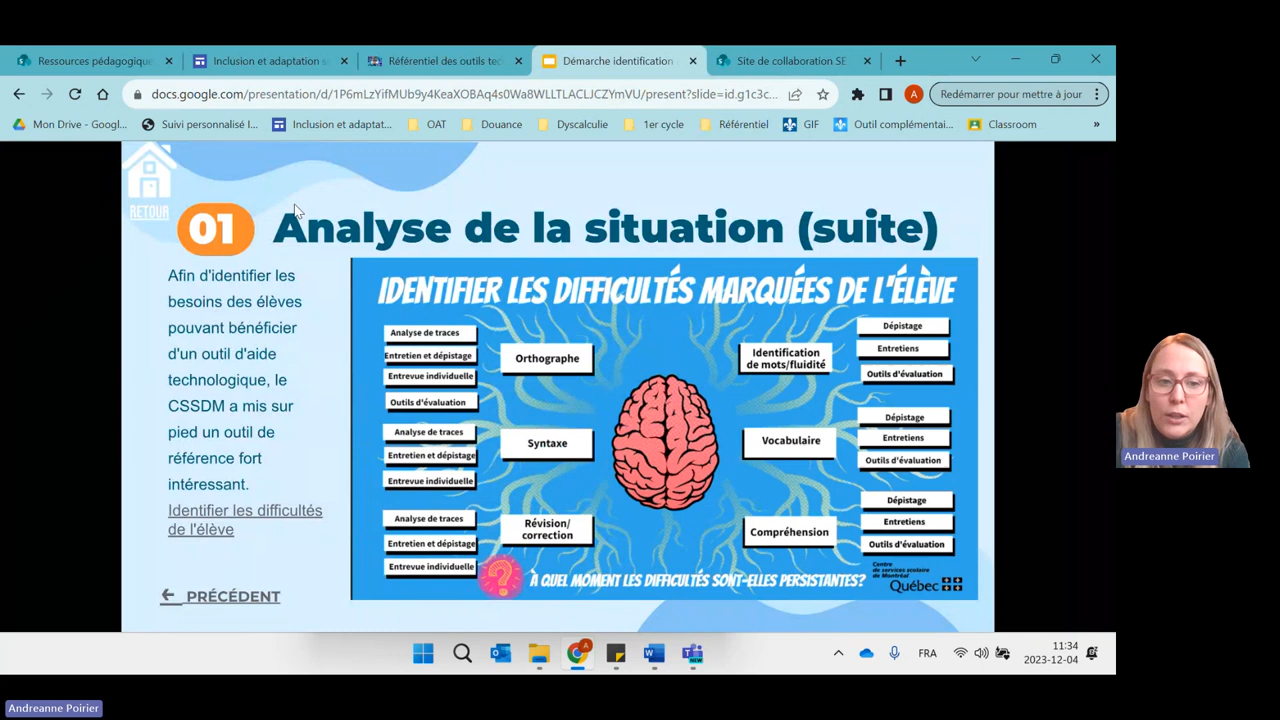 Ressources pédagogique
Inclusion et adaptation s
Référentiel des outils tec
Démarche identification
Site de collaboration SE
docs.google.com/presentation/d/1P6mLzYifMUb9y4KeaXOBAq4s0Wa8WLLTLACLJCZYmVU/present?slide=id.g1c3c...
A
Redémarrer pour mettre à jour
Mon Drive - Googl...
Suivi personnalisé I...
Inclusion et adaptat...
OAT
Douance
Dyscalculie
1er cycle
Référentiel
GIF
Outil complémentai...
Classroom
»
RETOUR
01 Analyse de la situation (suite)
Afin d'identifier les
besoins des élèves
pouvant bénéficier
d'un outil d'aide
technologique, le
CSSDM a mis sur
pied un outil de
référence fort
intéressant.
Identifier les difficultés
de l'élève
← PRÉCÉDENT
IDENTIFIER LES DIFFICULTÉS MARQUÉES DE L'ÉLÈVE
Analyse de traces
Entretien et dépistage
Entrevue individuelle
Outils d'évaluation
Orthographe
Analyse de traces
Entretien et dépistage
Entrevue individuelle
Syntaxe
Analyse de traces
Entretien et dépistage
Entrevue individuelle
Révision/
correction
Identification
de mots/fluidité
Dépistage
Entretiens
Outils d'évaluation
Vocabulaire
Dépistage
Entretiens
Outils d'évaluation
Compréhension
Dépistage
Entretiens
Outils d'évaluation
?
À QUEL MOMENT LES DIFFICULTÉS SONT-ELLES PERSISTANTES?
Centre
de services scolaire
de Montréal
Québec
Andreanne Poirier
FRA
11:34
2023-12-04
Andreanne Poirier